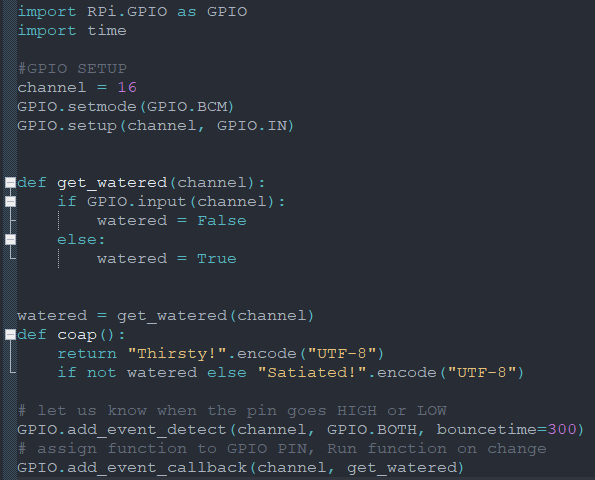 import RPi.GPIO as GPIO
import time
#GPIO SETUP
channel = 16
GPIO.setmode(GPIO.BCM)
GPIO.setup(channel, GPIO.IN)
def get_watered(channel):
if GPIO.input(channel):
watered = False
else:
watered = True
watered = get_watered(channel)
def coap():
return "Thirsty!".encode("UTF-8")
if not watered else "Satiated!".encode("UTF-8")
# let us know when the pin goes HIGH or LOW
GPIO.add_event_detect(channel, GPIO.BOTH, bouncetime=300)
# assign function to GPIO PIN, Run function on change
GPIO.add_event_callback(channel, get_watered)